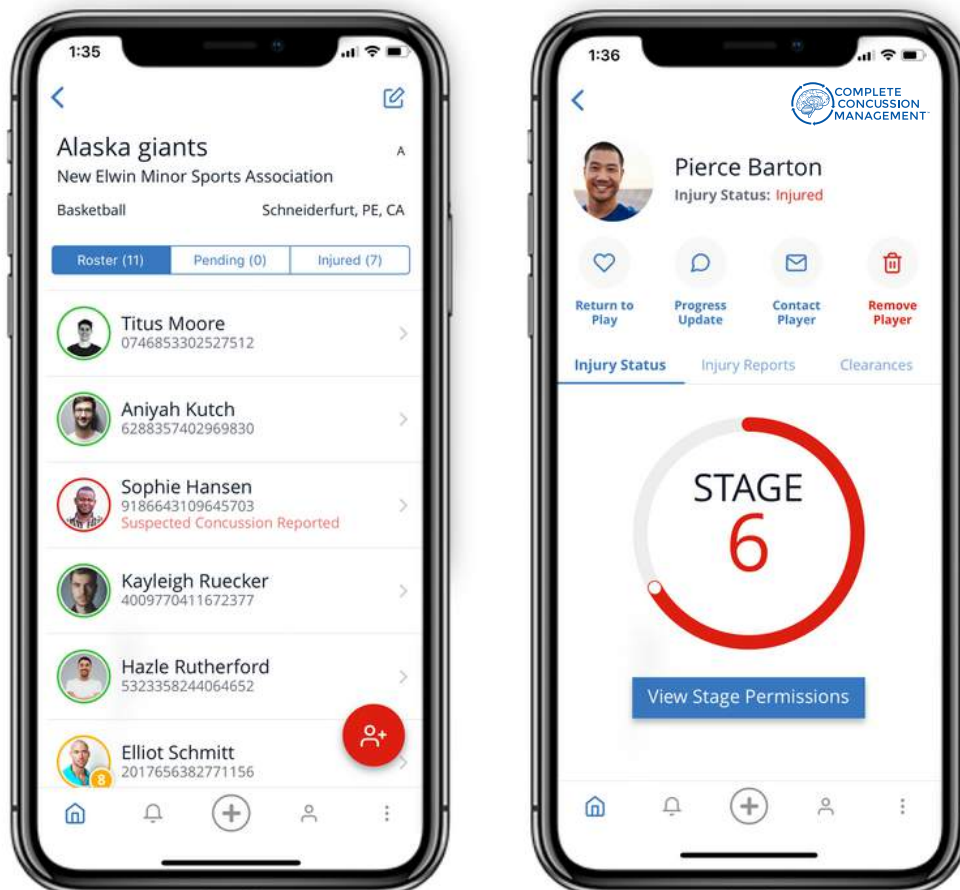 1:35
Alaska giants
A
New Elwin Minor Sports Association
Basketball
Schneiderfurt, PE, CA
Roster (11)
Pending (0)
Injured (7)
Titus Moore
0746853302527512
Aniyah Kutch
6288357402969830
Sophie Hansen
9186643109645703
Suspected Concussion Reported
Kayleigh Ruecker
4009770411672377
Hazle Rutherford
5323358244064652
Elliot Schmitt
2017656382771156
8
1:36
COMPLETE
CONCUSSION
MANAGEMENT™
Pierce Barton
Injury Status: Injured
Return to
Play
Progress
Update
Contact
Player
Remove
Player
Injury Status
Injury Reports
Clearances
STAGE
6
View Stage Permissions